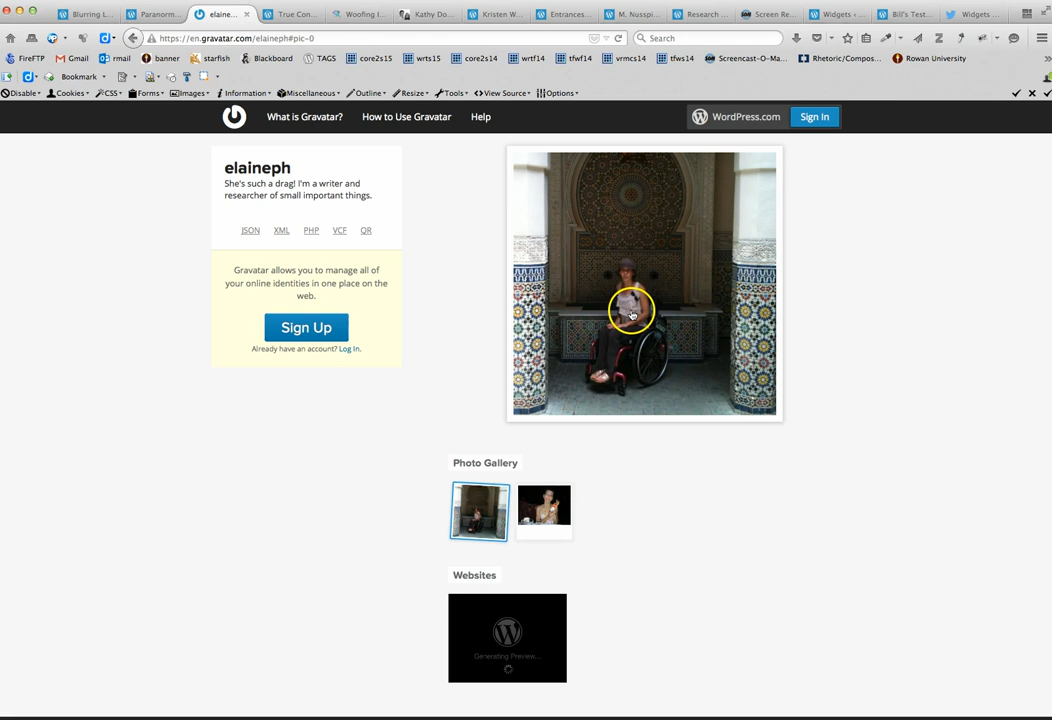 Blurring L...
Paranorm...
elaine...
True Con...
Woofing i...
Kathy Do...
Kristen W...
Entrances...
M. Nusspi...
Research ...
Screen Re...
Widgets ‹ ...
Bill's Test...
Widgets ...
https://en.gravatar.com/elaineph#pic-0
Search
FireFTP
Gmail
rmail
banner
starfish
Blackboard
TAGS
core2s15
wrts15
core2s14
wrtf14
tfwf14
vrmcs14
tfws14
Screencast-O-Ma...
Rhetoric/Compos...
Rowan University
Bookmark
Disable
Cookies
CSS
Forms
Images
Information
Miscellaneous
Outline
Resize
Tools
View Source
Options
What is Gravatar?
How to Use Gravatar
Help
WordPress.com
Sign In
elaineph
She's such a drag! I'm a writer and
researcher of small important things.
JSON
XML
PHP
VCF
QR
Gravatar allows you to manage all of
your online identities in one place on the
web.
Sign Up
Already have an account? Log In.
Photo Gallery
Websites
Generating Preview...